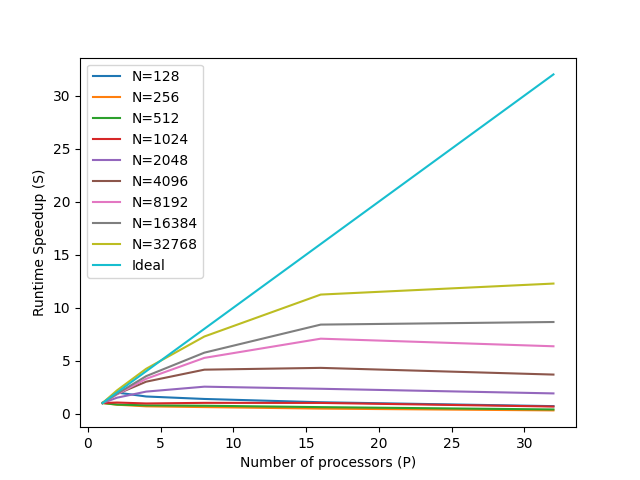 N=128
N=256
N=512
N=1024
N=2048
N=4096
N=8192
N=16384
N=32768
Ideal
30
25
20
15
10
5
0
Runtime Speedup (S)
0 5 10 15 20 25 30
Number of processors (P)